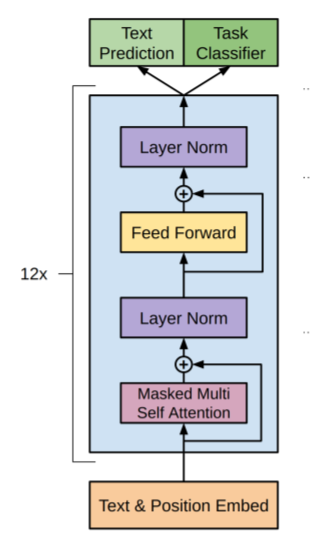 Text
Prediction
Task
Classifier
Layer Norm
Feed Forward
12x
Layer Norm
Masked Multi
Self Attention
Text & Position Embed